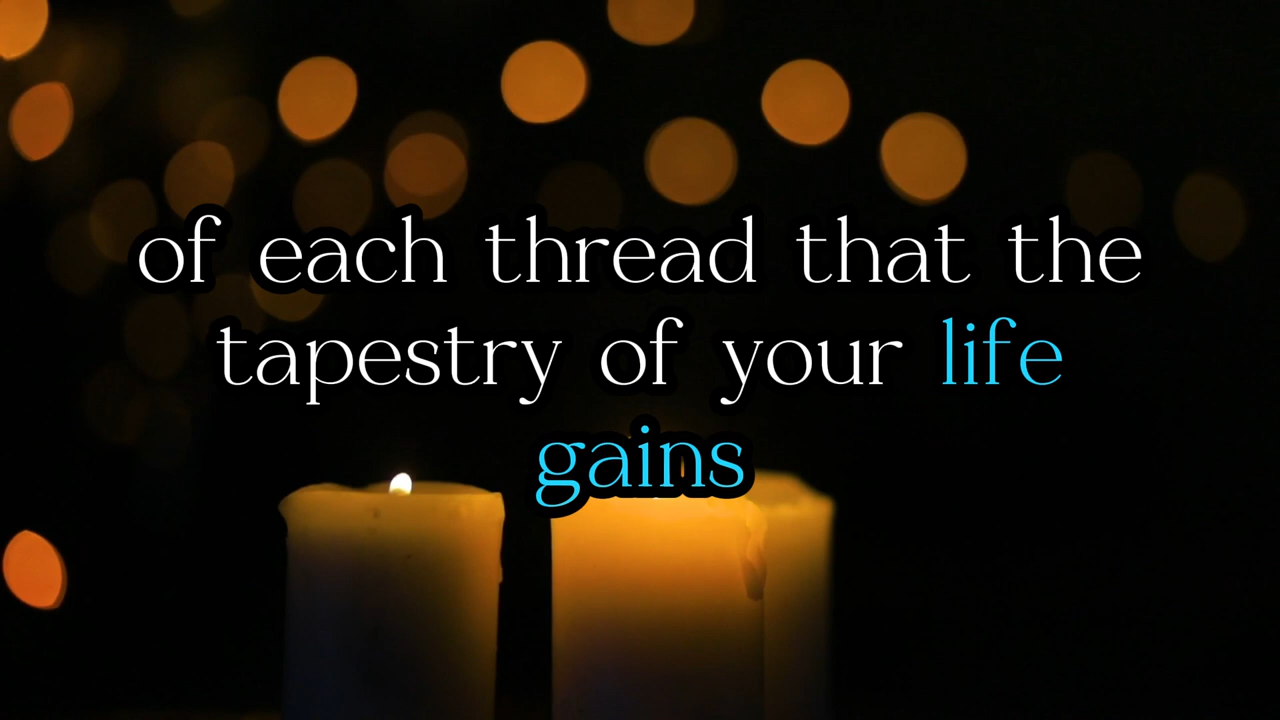 of each thread that the
tapestry of your life
gains